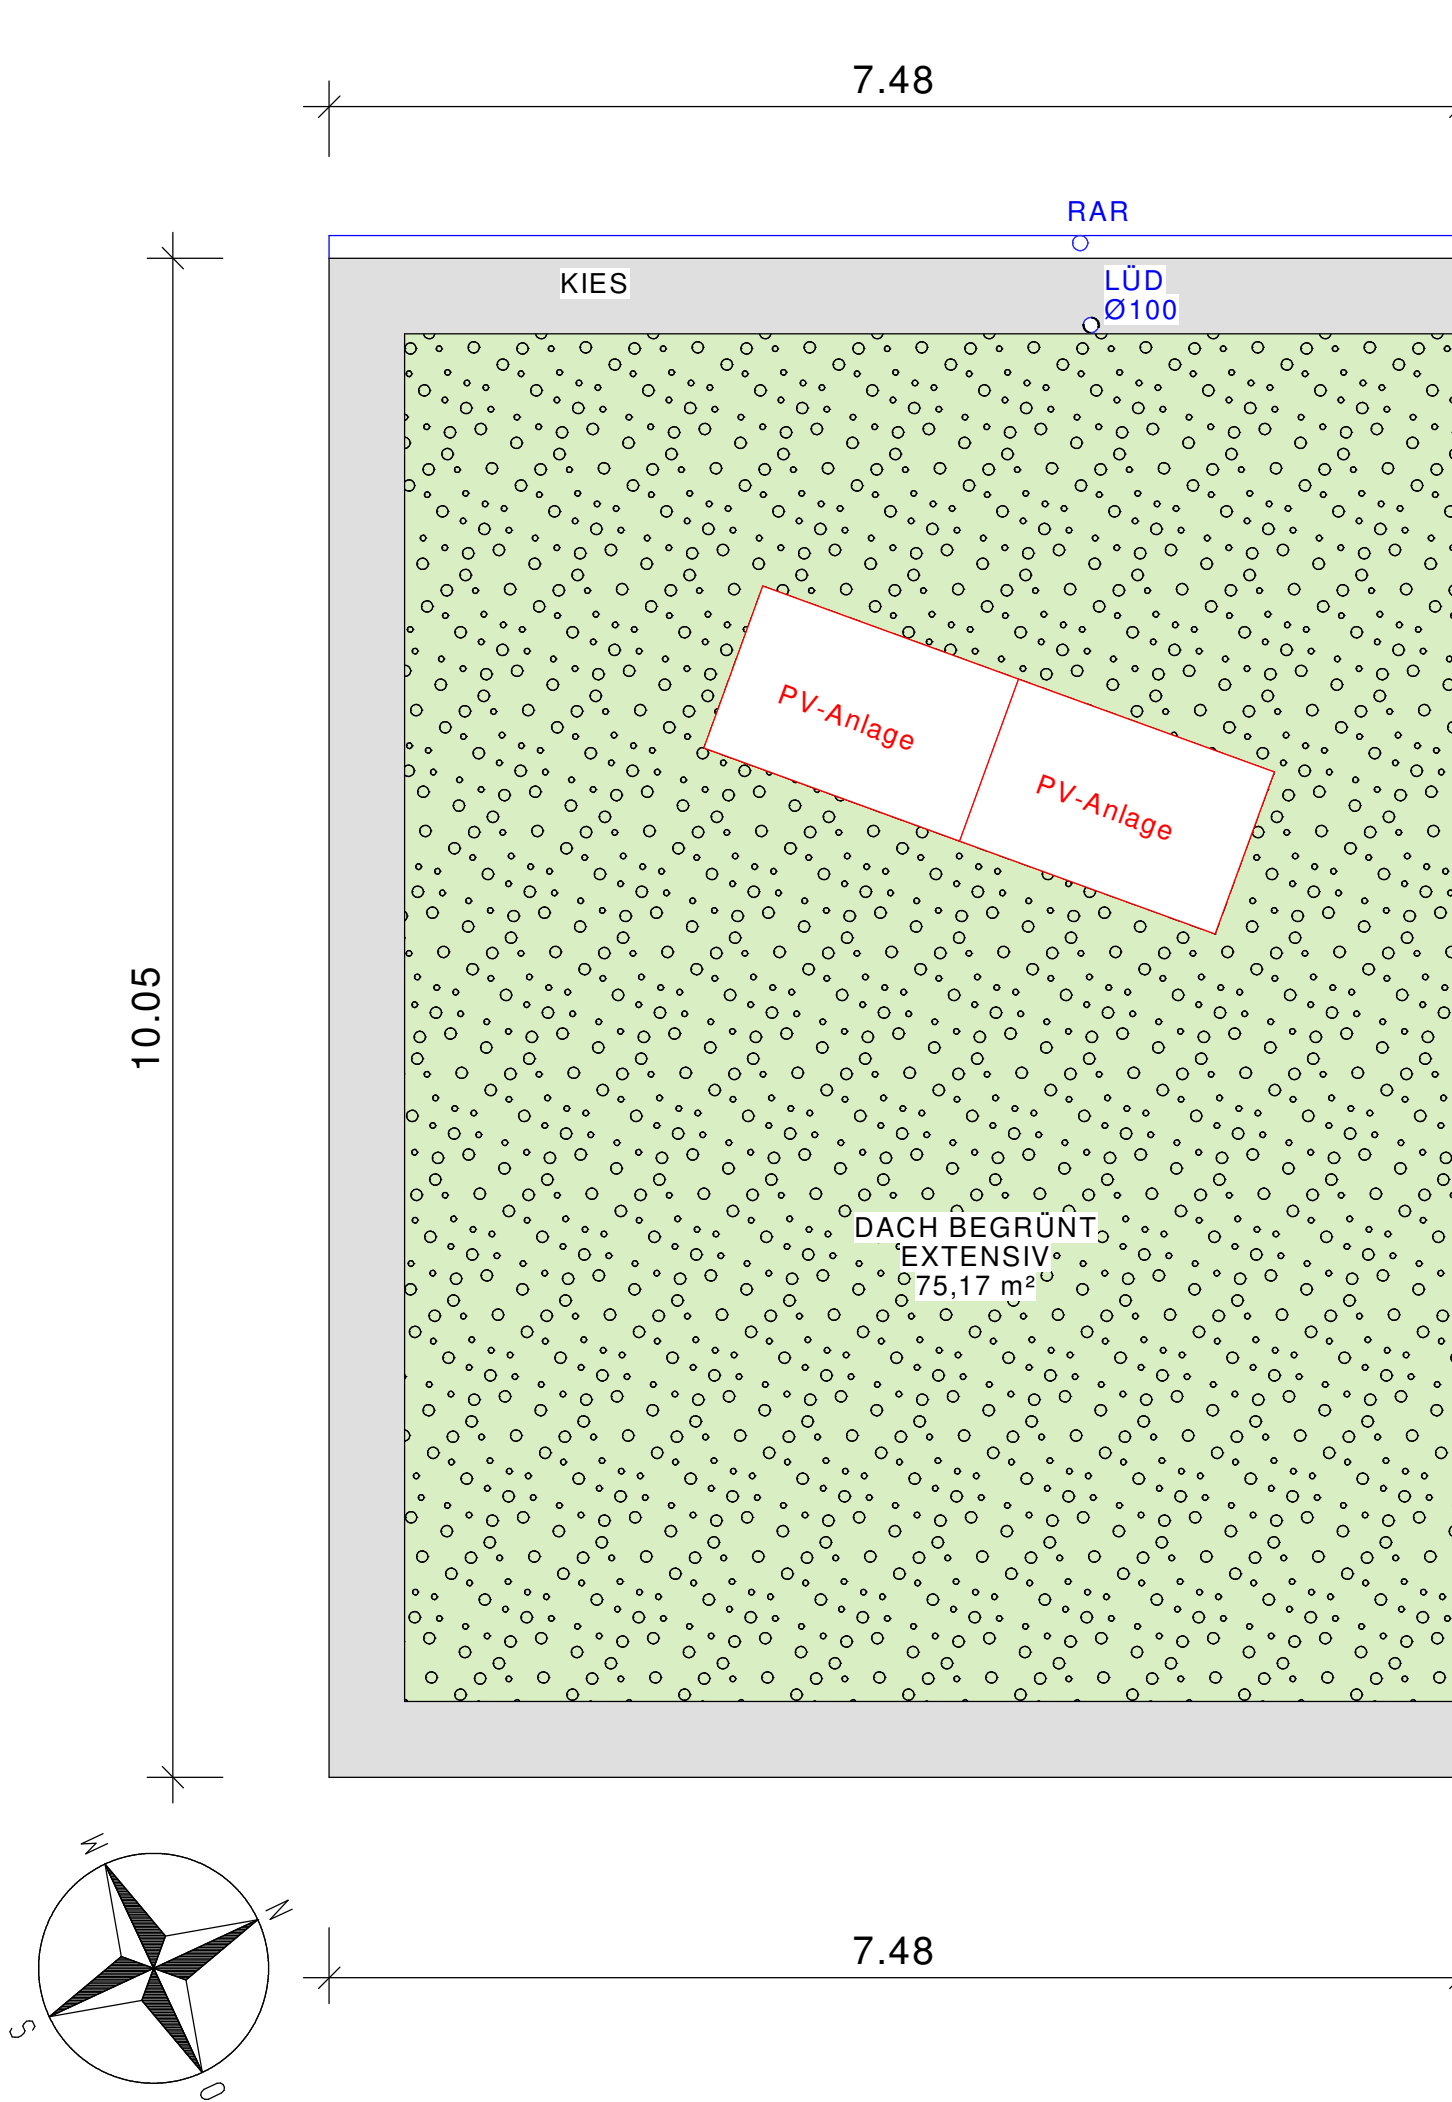 7.48
RAR
KIES
LÜD
Ø100
PV-Anlage
PV-Anlage
10.05
DACH BEGRÜNT
EXTENSIV
75,17 m²
W
N
S
O
7.48